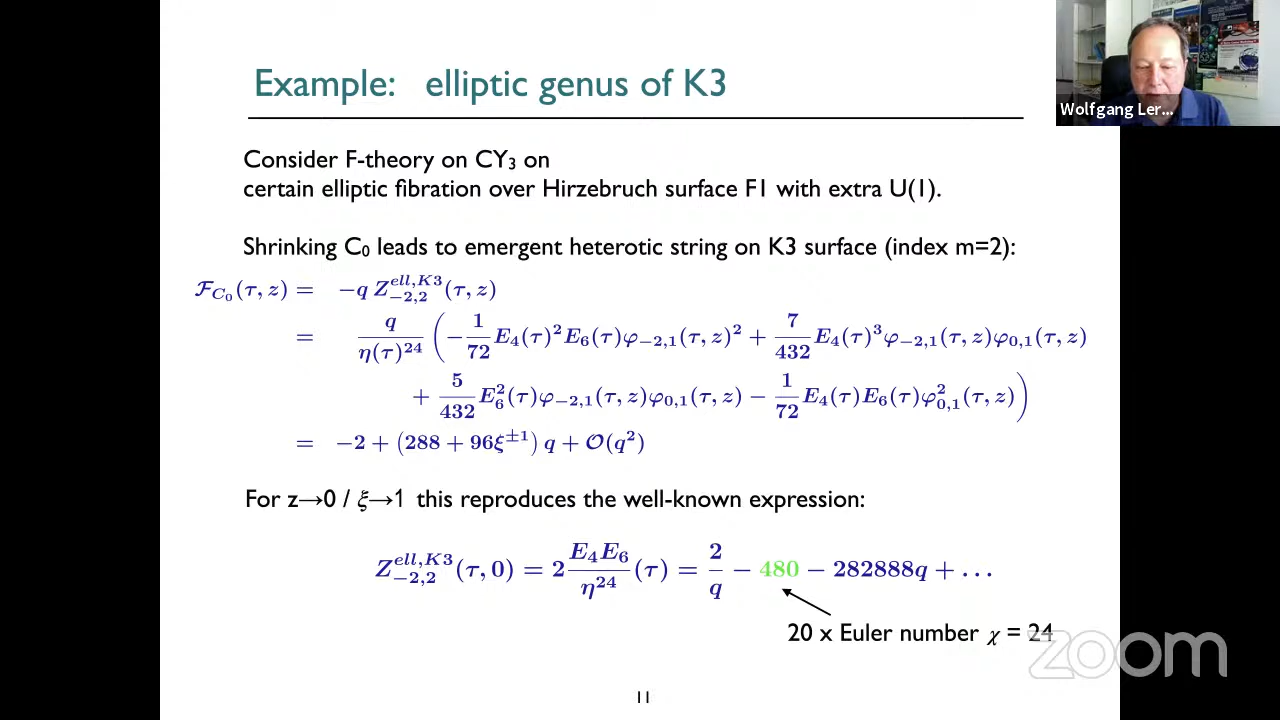 Example: elliptic genus of K3
Wolfgang Ler...
Consider F-theory on CY₃ on
certain elliptic fibration over Hirzebruch surface F1 with extra U(1).
Shrinking C₀ leads to emergent heterotic string on K3 surface (index m=2):
𝓕_{C₀}(τ, z) = −q Z^{ell,K3}_{−2,2}(τ, z)
= q/η(τ)^{24} ( −1/72 E₄(τ)²E₆(τ)φ_{−2,1}(τ, z)² + 7/432 E₄(τ)³φ_{−2,1}(τ, z)φ_{0,1}(τ, z)
+ 5/432 E₆²(τ)φ_{−2,1}(τ, z)φ_{0,1}(τ, z) − 1/72 E₄(τ)E₆(τ)φ²_{0,1}(τ, z) )
= −2 + (288 + 96ξ^{±1}) q + 𝒪(q²)
For z→0 / ξ→1 this reproduces the well-known expression:
Z^{ell,K3}_{−2,2}(τ, 0) = 2 E₄E₆/η^{24} (τ) = 2/q − 480 − 282888q + ...
20 x Euler number χ = 24
zoom
11